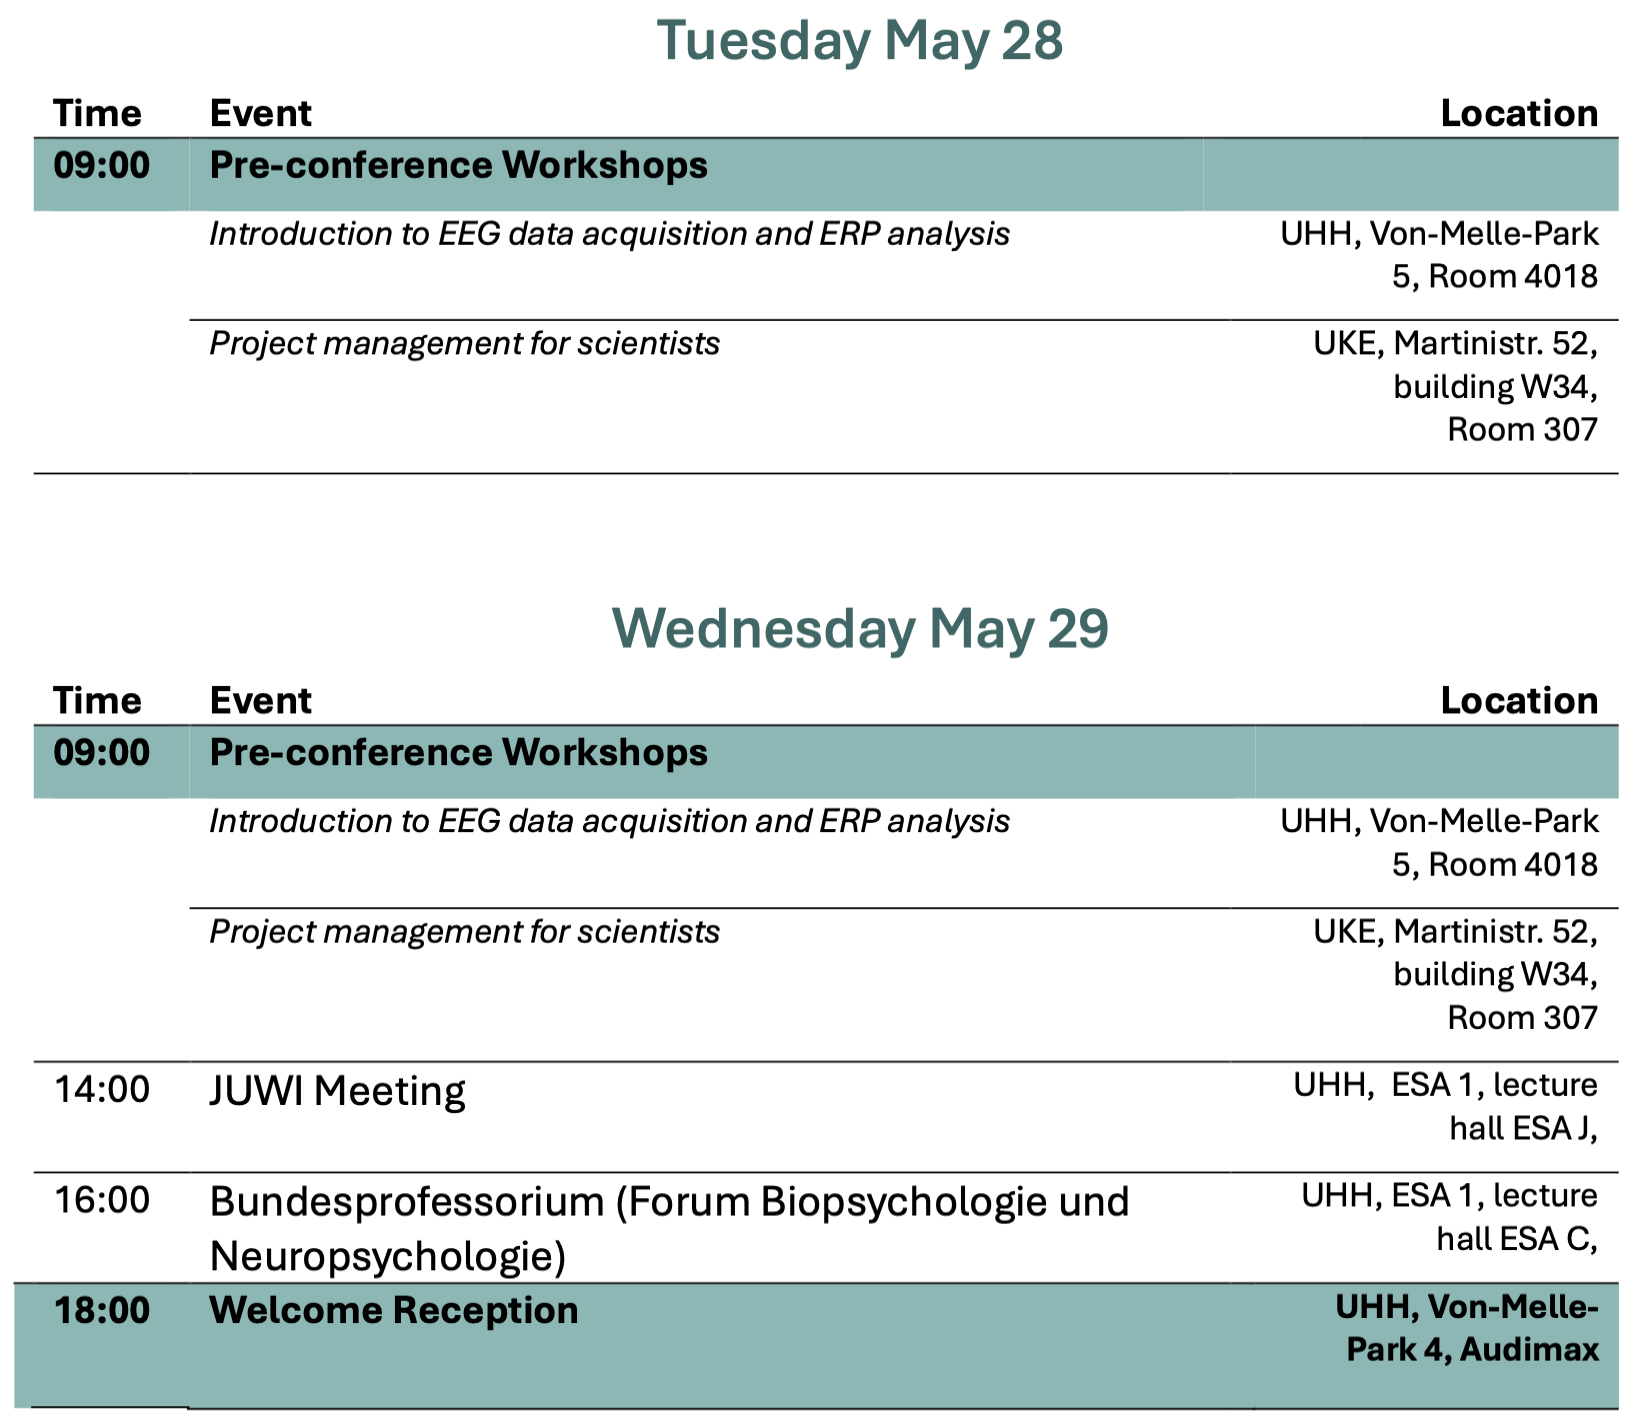 Tuesday May 28
Time Event Location
09:00 Pre-conference Workshops
Introduction to EEG data acquisition and ERP analysis UHH, Von-Melle-Park
5, Room 4018
Project management for scientists UKE, Martinistr. 52,
building W34,
Room 307
Wednesday May 29
Time Event Location
09:00 Pre-conference Workshops
Introduction to EEG data acquisition and ERP analysis UHH, Von-Melle-Park
5, Room 4018
Project management for scientists UKE, Martinistr. 52,
building W34,
Room 307
14:00 JUWI Meeting UHH, ESA 1, lecture
hall ESA J,
16:00 Bundesprofessorium (Forum Biopsychologie und UHH, ESA 1, lecture
Neuropsychologie) hall ESA C,
18:00 Welcome Reception UHH, Von-Melle-
Park 4, Audimax